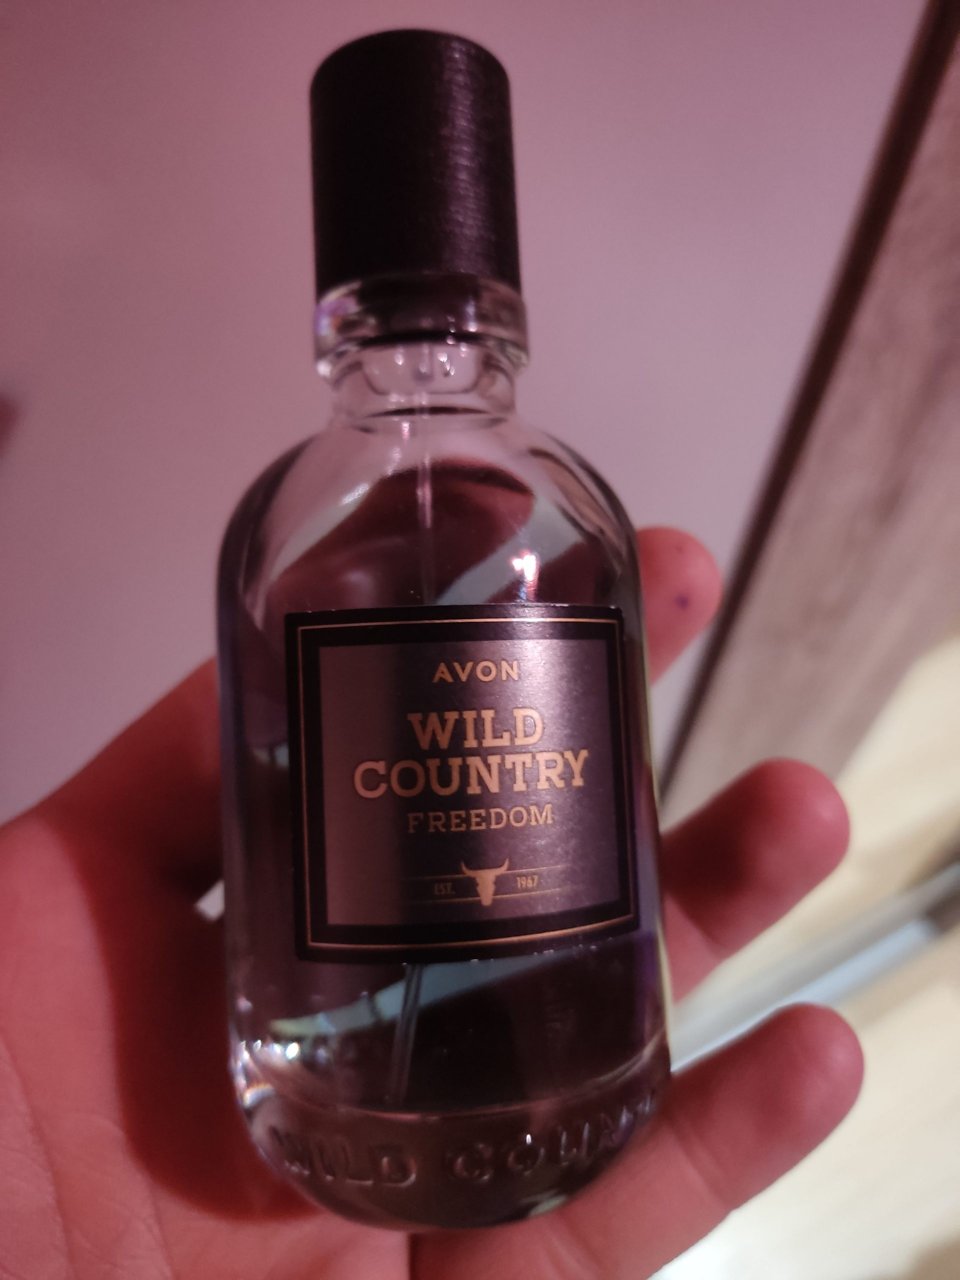 AVON
WILD
COUNTRY
FREEDOM
EST. 1967
WILD COUN